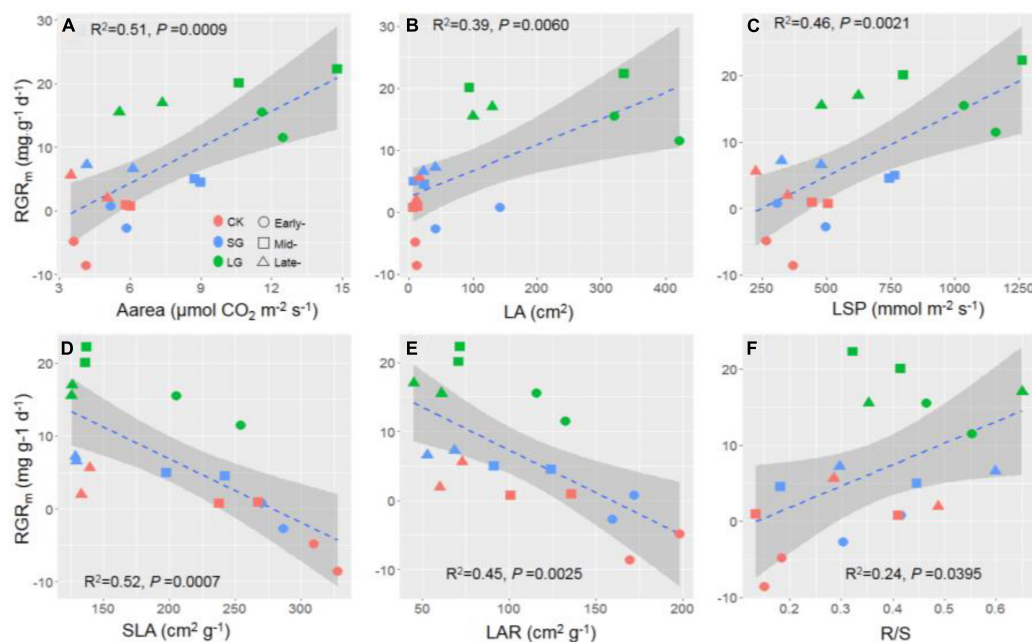 A R²=0.51, P =0.0009
B R²=0.39, P =0.0060
C R²=0.46, P =0.0021
RGRm (mg.g-1 d-1)
20
10
0
-10
CK Early-
SG Mid-
LG Late-
3 6 9 12 15
0 100 200 300 400
250 500 750 1000 1250
Aarea (μmol CO₂ m⁻² s⁻¹)
LA (cm²)
LSP (mmol m⁻² s⁻¹)
20
10
0
-10
20
10
0
-10
D
E
F
RGRm (mg g-1 d-1)
20
10
0
-10
R²=0.52, P=0.0007
R²=0.45, P=0.0025
R²=0.24, P=0.0395
150 200 250 300
50 100 150 200
0.2 0.3 0.4 0.5 0.6
SLA (cm² g⁻¹)
LAR (cm² g⁻¹)
R/S
20
10
0
-10
20
10
0
-10